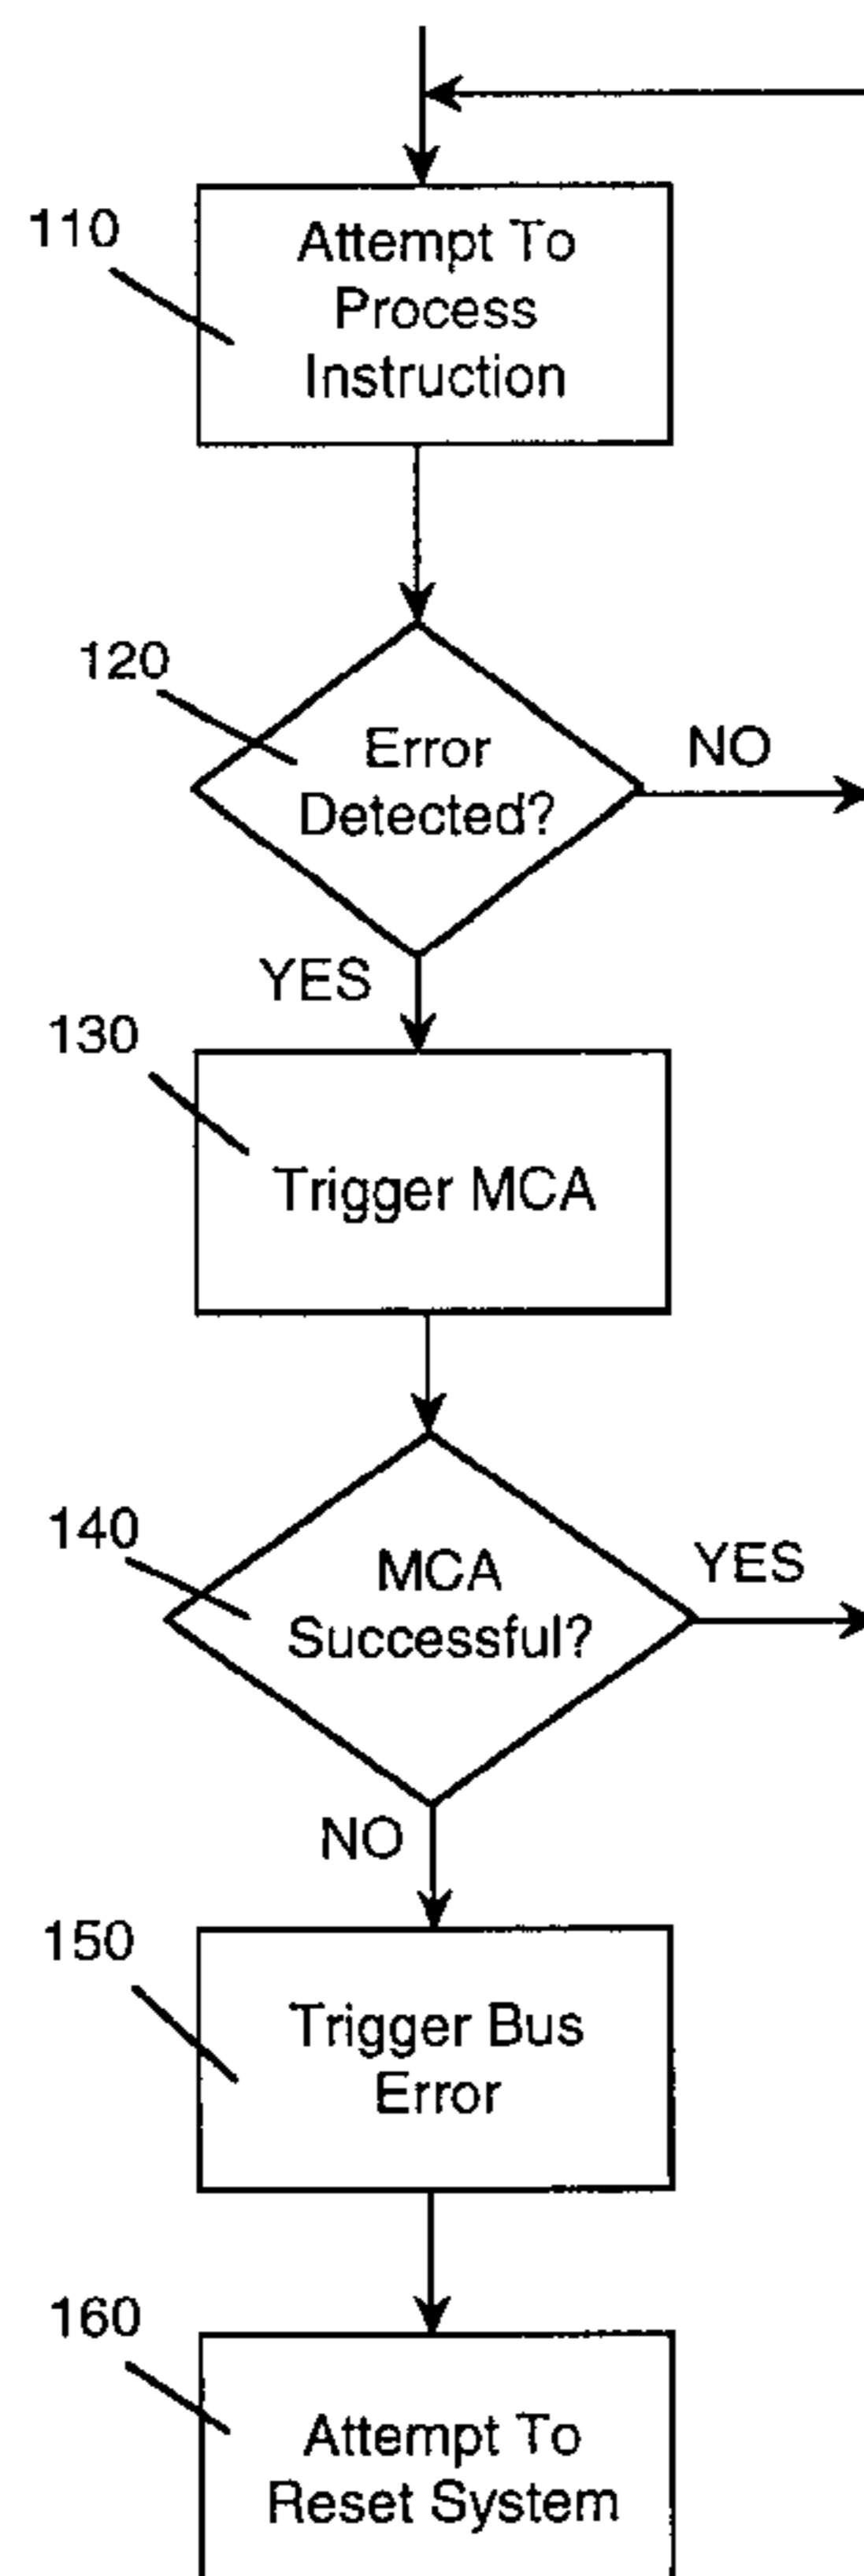 110
Attempt To
Process
Instruction
120
Error
Detected?
NO
YES
130
Trigger MCA
140
MCA
Successful?
YES
NO
150
Trigger Bus
Error
160
Attempt To
Reset System